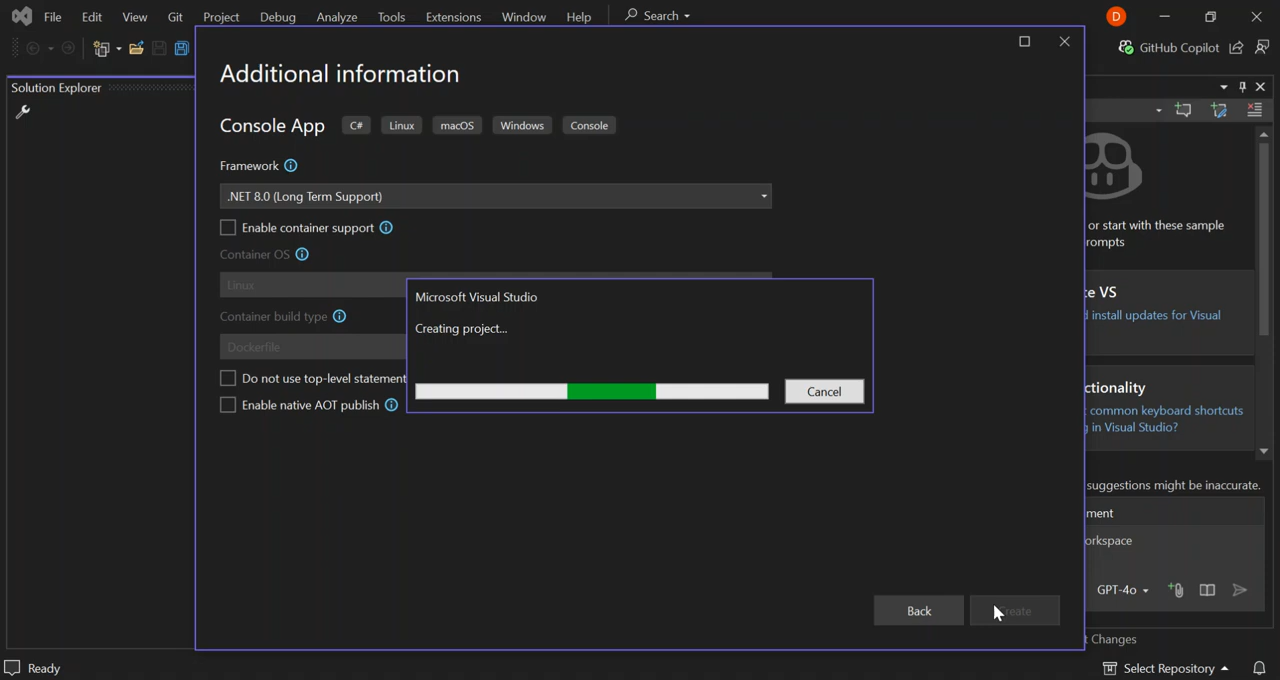 File Edit View Git Project Debug Analyze Tools Extensions Window Help Search D
GitHub Copilot
Solution Explorer
Additional information
Console App C# Linux macOS Windows Console
Framework
.NET 8.0 (Long Term Support)
Enable container support
Container OS
Linux
Container build type
Dockerfile
Do not use top-level statement
Enable native AOT publish
Microsoft Visual Studio
Creating project...
Cancel
Back
or start with these sample
rompts
e VS
install updates for Visual
ctionality
common keyboard shortcuts
in Visual Studio?
suggestions might be inaccurate.
ment
orkspace
GPT-4o
Changes
Ready
Select Repository